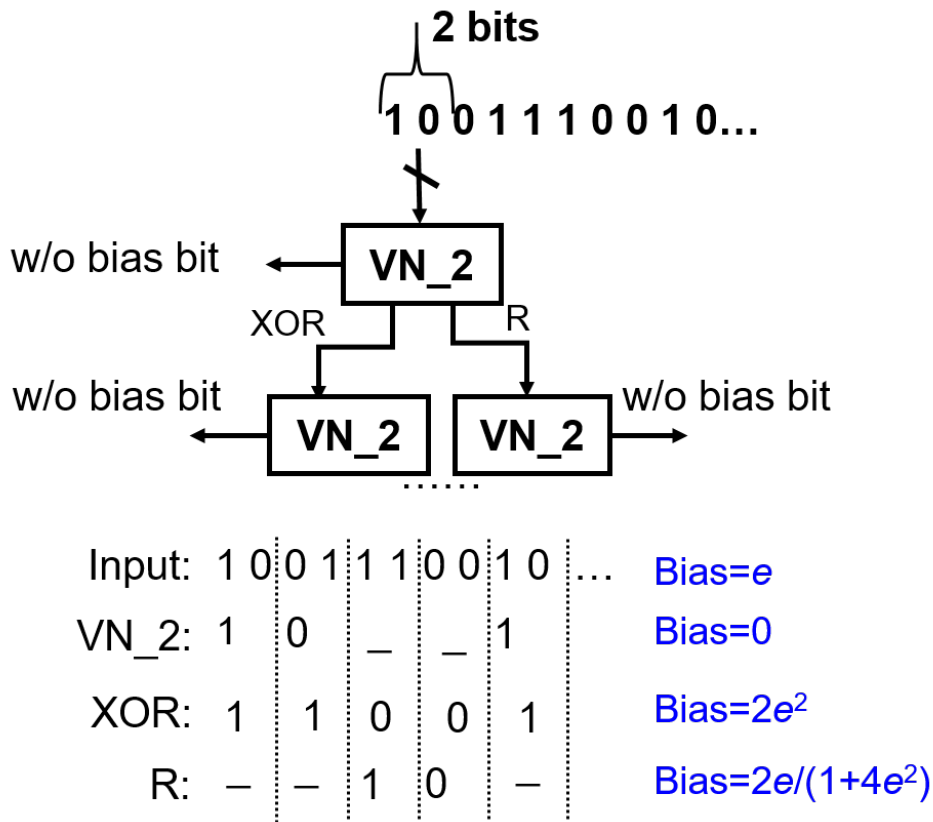 2 bits
1 0 0 1 1 1 0 0 1 0...
w/o bias bit
VN_2
XOR
R
w/o bias bit
VN_2
VN_2
w/o bias bit
......
Input: 1 0 0 1 1 1 0 0 1 0 ... Bias=e
VN_2: 1 0 _ _ 1 Bias=0
XOR: 1 1 0 0 1 Bias=2e²
R: – – 1 0 – Bias=2e/(1+4e²)